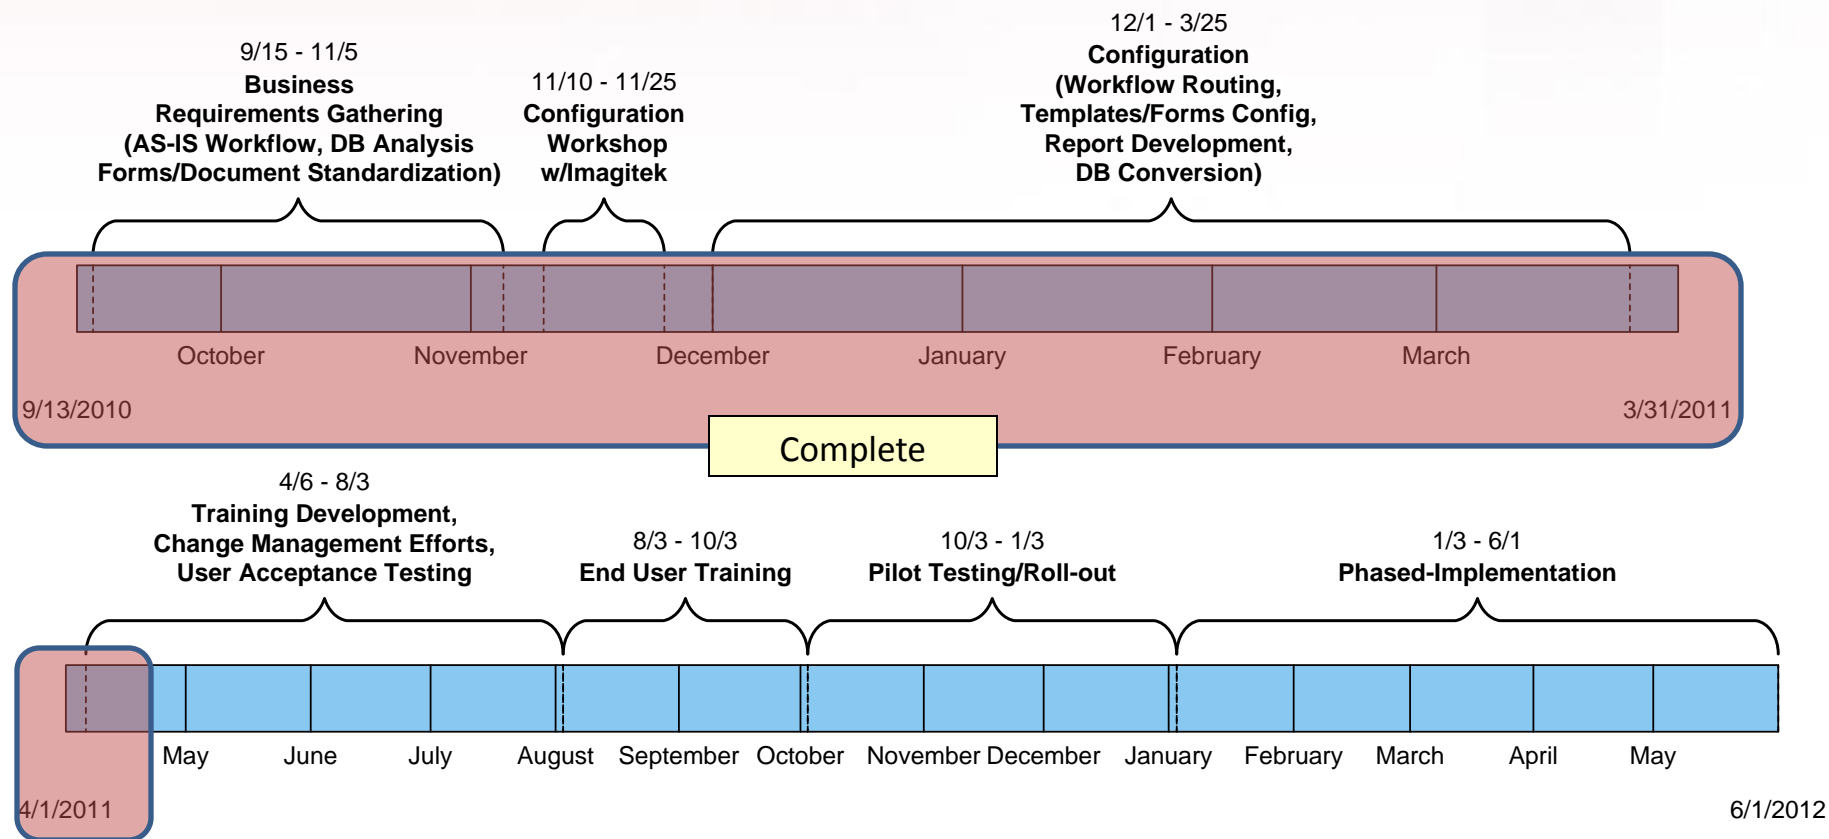 12/1 - 3/25
Configuration
(Workflow Routing,
Templates/Forms Config,
Report Development,
DB Conversion)
9/15 - 11/5
Business
Requirements Gathering
(AS-IS Workflow, DB Analysis
Forms/Document Standardization)
11/10 - 11/25
Configuration
Workshop
w/Imagitek
October
November
December
January
February
March
9/13/2010
3/31/2011
Complete
4/6 - 8/3
Training Development,
Change Management Efforts,
User Acceptance Testing
8/3 - 10/3
End User Training
10/3 - 1/3
Pilot Testing/Roll-out
1/3 - 6/1
Phased-Implementation
May
June
July
August
September
October
November
December
January
February
March
April
May
4/1/2011
6/1/2012